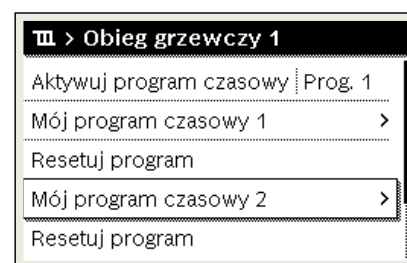 > Obieg grzewczy 1
Aktywuj program czasowy Prog. 1
Mój program czasowy 1 >
Resetuj program
Mój program czasowy 2 >
Resetuj program